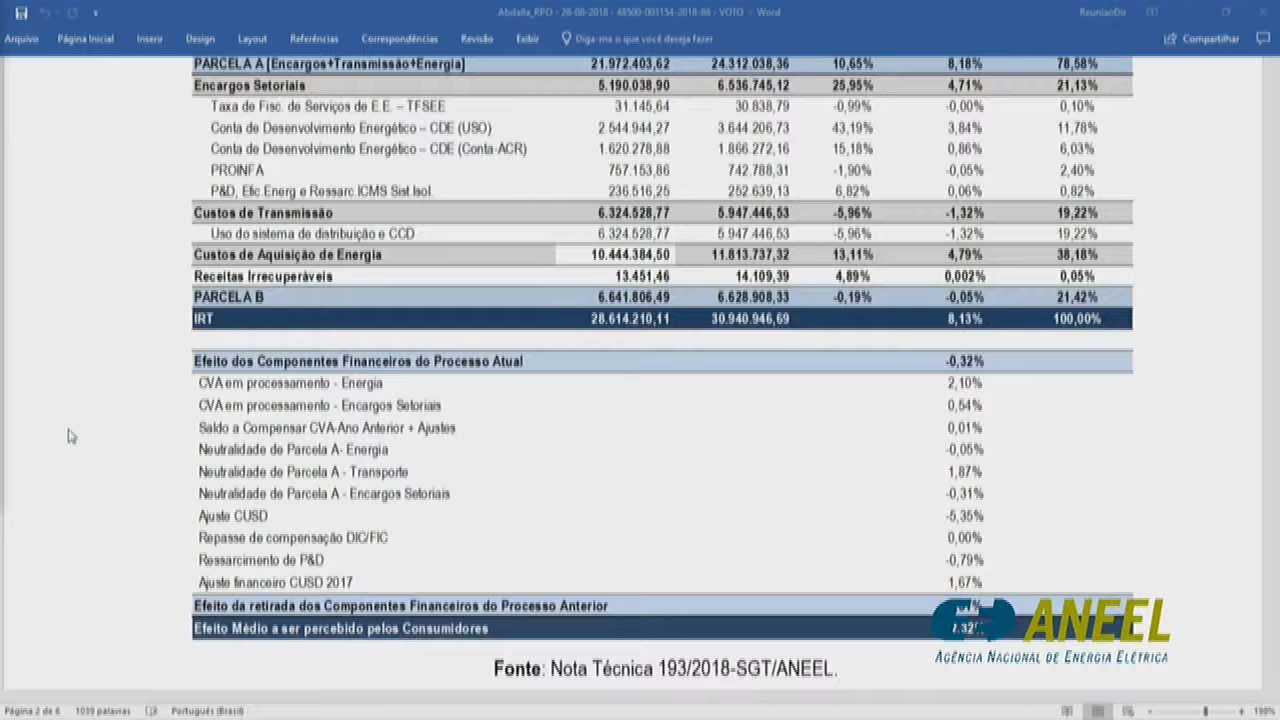 Abdalla_RPO - 28-08-2018 - 48500-003154-2018-86 - VOTO - Word
ReuniaoDir
Arquivo Página Inicial Inserir Design Layout Referências Correspondências Revisão Exibir Diga-me o que você deseja fazer Compartilhar
PARCELA A [Encargos+Transmissão+Energia] 21.972.403,62 24.312.038,36 10,65% 8,18% 78,58%
Encargos Setoriais 5.190.038,90 6.536.745,12 25,95% 4,71% 21,13%
Taxa de Fisc. de Serviços de E.E. – TFSEE 31.145,64 30.838,79 -0,99% -0,00% 0,10%
Conta de Desenvolvimento Energético – CDE (USO) 2.544.944,27 3.644.206,73 43,19% 3,84% 11,78%
Conta de Desenvolvimento Energético – CDE (Conta-ACR) 1.620.278,88 1.866.272,16 15,18% 0,86% 6,03%
PROINFA 757.153,86 742.788,31 -1,90% -0,05% 2,40%
P&D, Efic.Energ e Ressarc.ICMS Sist.Isol. 236.516,25 252.639,13 6,82% 0,06% 0,82%
Custos de Transmissão 6.324.528,77 5.947.446,53 -5,96% -1,32% 19,22%
Uso do sistema de distribuição e CCD 6.324.528,77 5.947.446,53 -5,96% -1,32% 19,22%
Custos de Aquisição de Energia 10.444.384,50 11.813.737,32 13,11% 4,79% 38,18%
Receitas Irrecuperáveis 13.451,46 14.109,39 4,89% 0,002% 0,05%
PARCELA B 6.641.806,49 6.628.908,33 -0,19% -0,05% 21,42%
IRT 28.614.210,11 30.940.946,69 8,13% 100,00%
Efeito dos Componentes Financeiros do Processo Atual -0,32%
CVA em processamento - Energia 2,10%
CVA em processamento - Encargos Setoriais 0,54%
Saldo a Compensar CVA-Ano Anterior + Ajustes 0,01%
Neutralidade de Parcela A- Energia -0,05%
Neutralidade de Parcela A - Transporte 1,87%
Neutralidade de Parcela A - Encargos Setoriais -0,31%
Ajuste CUSD -5,35%
Repasse de compensação DIC/FIC 0,00%
Ressarcimento de P&D -0,79%
Ajuste financeiro CUSD 2017 1,67%
Efeito da retirada dos Componentes Financeiros do Processo Anterior
Efeito Médio a ser percebido pelos Consumidores
ANEEL
AGÊNCIA NACIONAL DE ENERGIA ELÉTRICA
Fonte: Nota Técnica 193/2018-SGT/ANEEL.
Página 2 de 6 1039 palavras Português (Brasil) 190%